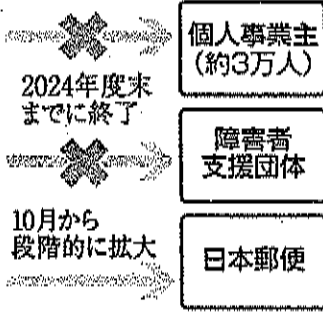 個人事業主
(約3万人)
2024年度末
までに終了
障害者
支援団体
10月から
段階的に拡大
日本郵便